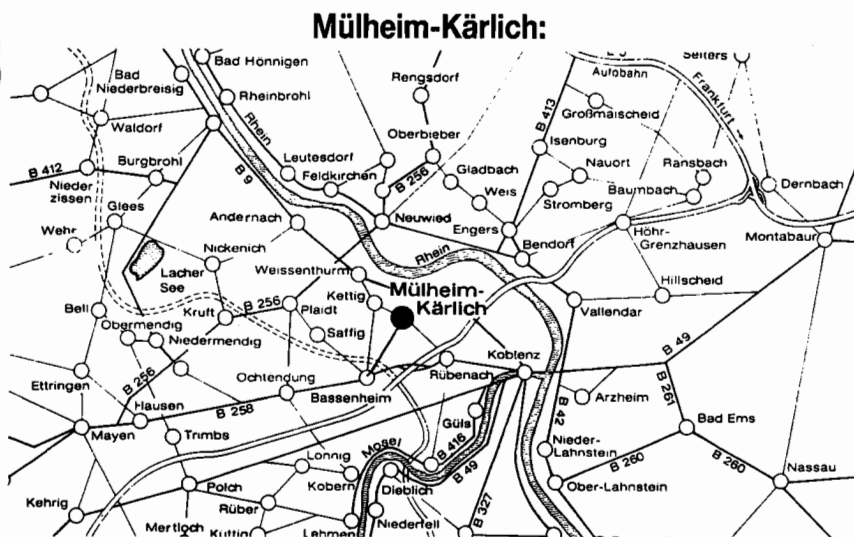 Mülheim-Kärlich:
Bad Hönnigen
Rengsdorf
Selters
Autobahn
Frankfurt
Bad
Niederbreisig
Rheinbrohl
Großmaischeid
B 413
Waldorf
Rhein
Oberbieber
Isenburg
B 412
Burgbrohl
B 9
Leutesdorf
Feldkirchen
B 256
Gladbach
Nauort
Ransbach
Nieder
zissen
Weis
Stromberg
Baumbach
Dernbach
Glees
Andernach
Neuwied
Engers
Höhr-
Grenzhausen
Wehr
Bendorf
Montabaur
Nickenich
Rhein
Lacher
See
Weissenthurm
Hillscheid
Kettig
Mülheim-
Kärlich
Bell
Kruft
B 256
Plaidt
Vallendar
Obermendig
Saffig
Niedermendig
B 49
Koblenz
Ettringen
B 256
Ochtendung
Rübenach
B 261
Hausen
B 258
Bassenheim
Arzheim
B 42
Mayen
Trimbs
Güls
Bad Ems
Mosel
B 416
Nieder-
Lahnstein
Lonnig
B 49
B 260
B 260
Nassau
Polch
Kobern
Dieblich
Ober-Lahnstein
Kehrig
Rüber
B 327
Mertloch
Küttig
Lehmen
Niederfell